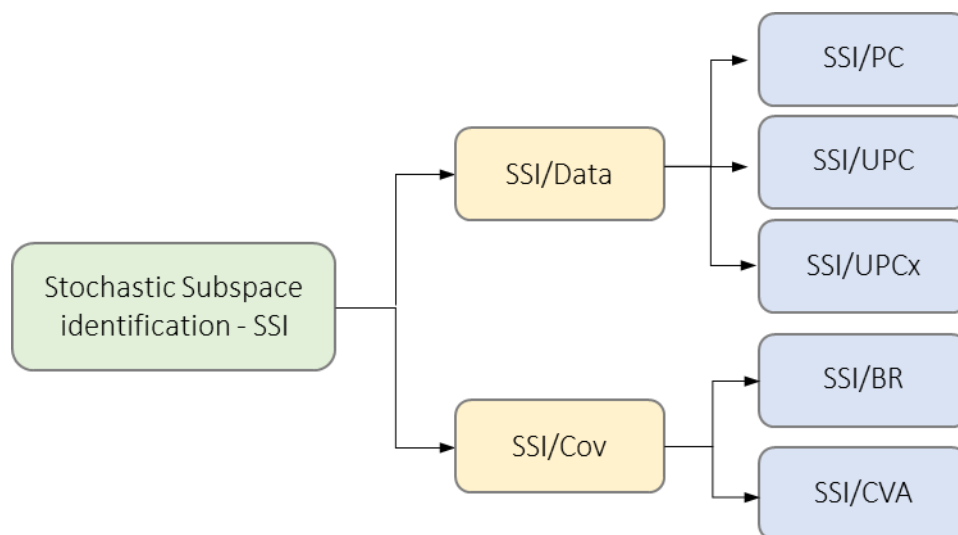 Stochastic Subspace
identification - SSI
SSI/Data
SSI/Cov
SSI/PC
SSI/UPC
SSI/UPCx
SSI/BR
SSI/CVA